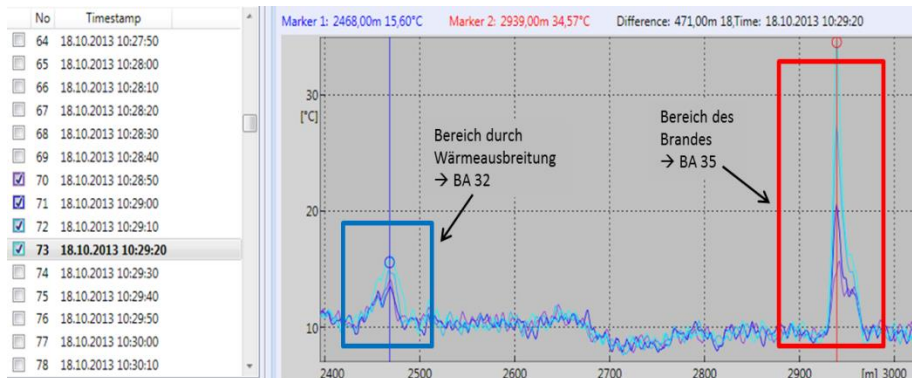 No Timestamp
64 18.10.2013 10:27:50
65 18.10.2013 10:28:00
66 18.10.2013 10:28:10
67 18.10.2013 10:28:20
68 18.10.2013 10:28:30
69 18.10.2013 10:28:40
70 18.10.2013 10:28:50
71 18.10.2013 10:29:00
72 18.10.2013 10:29:10
73 18.10.2013 10:29:20
74 18.10.2013 10:29:30
75 18.10.2013 10:29:40
76 18.10.2013 10:29:50
77 18.10.2013 10:30:00
78 18.10.2013 10:30:10
Marker 1: 2468,00m 15,60°C Marker 2: 2939,00m 34,57°C Difference: 471,00m 18,Time: 18.10.2013 10:29:20
30
[°C]
20
10
Bereich durch
Wärmeausbreitung
→ BA 32
Bereich des
Brandes
→ BA 35
2400 2500 2600 2700 2800 2900 [m] 3000